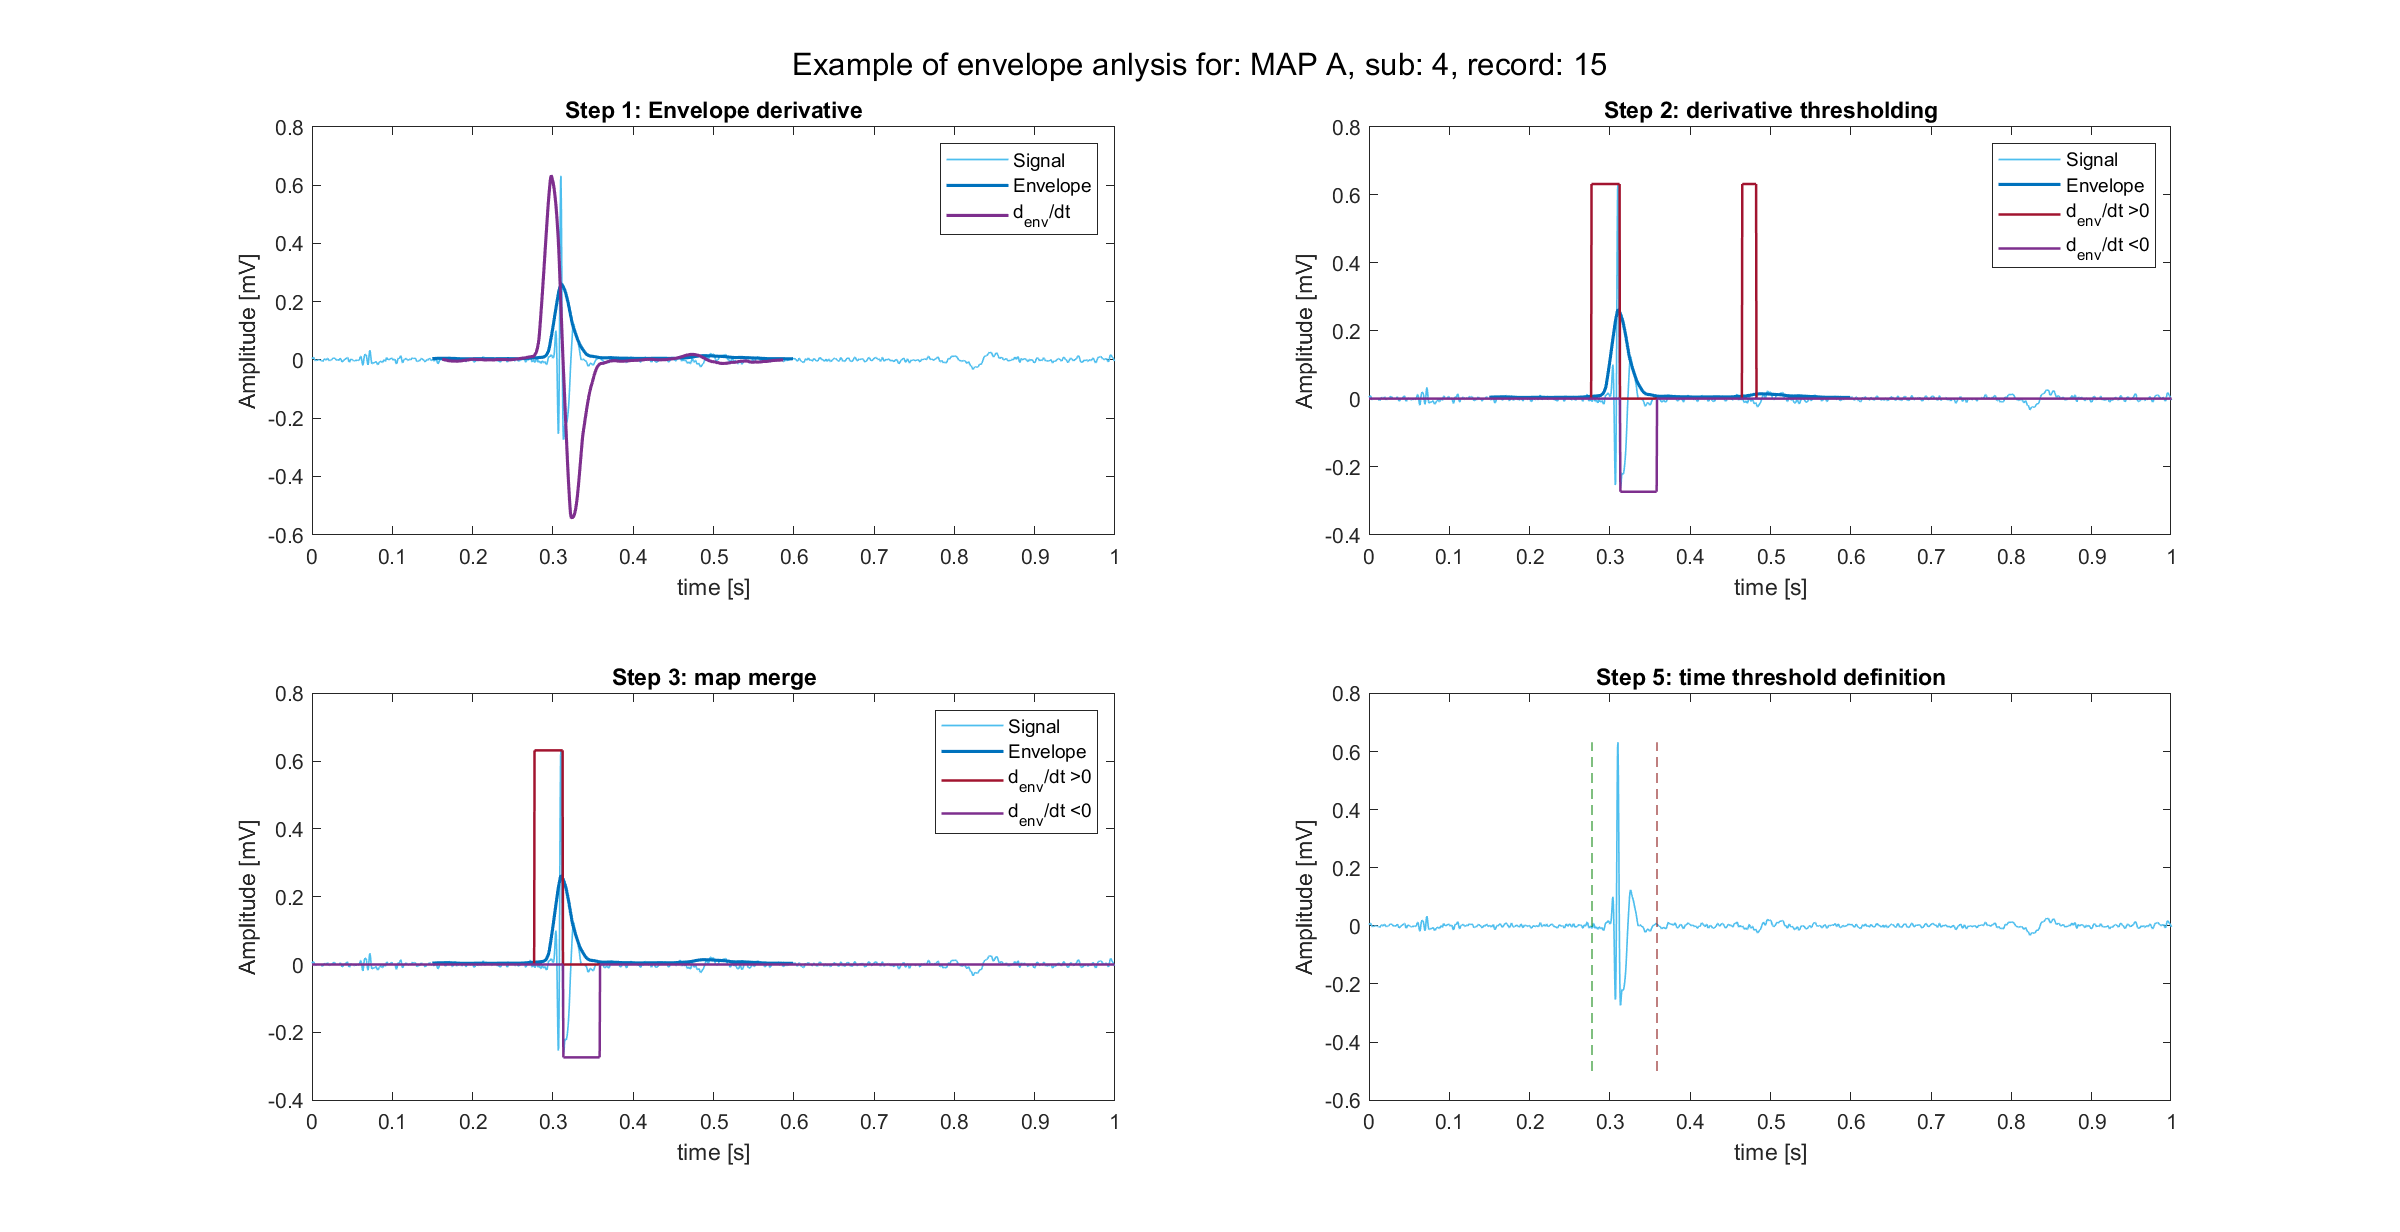 Example of envelope anlysis for: MAP A, sub: 4, record: 15
Step 1: Envelope derivative
0.8
0.6
0.4
0.2
0
-0.2
-0.4
-0.6
Amplitude [mV]
0 0.1 0.2 0.3 0.4 0.5 0.6 0.7 0.8 0.9 1
time [s]
Signal
Envelope
d_env/dt
Step 2: derivative thresholding
0.8
0.6
0.4
0.2
0
-0.2
-0.4
Amplitude [mV]
0 0.1 0.2 0.3 0.4 0.5 0.6 0.7 0.8 0.9 1
time [s]
Signal
Envelope
d_env/dt >0
d_env/dt <0
Step 3: map merge
0.8
0.6
0.4
0.2
0
-0.2
-0.4
Amplitude [mV]
0 0.1 0.2 0.3 0.4 0.5 0.6 0.7 0.8 0.9 1
time [s]
Signal
Envelope
d_env/dt >0
d_env/dt <0
Step 5: time threshold definition
0.8
0.6
0.4
0.2
0
-0.2
-0.4
-0.6
Amplitude [mV]
0 0.1 0.2 0.3 0.4 0.5 0.6 0.7 0.8 0.9 1
time [s]